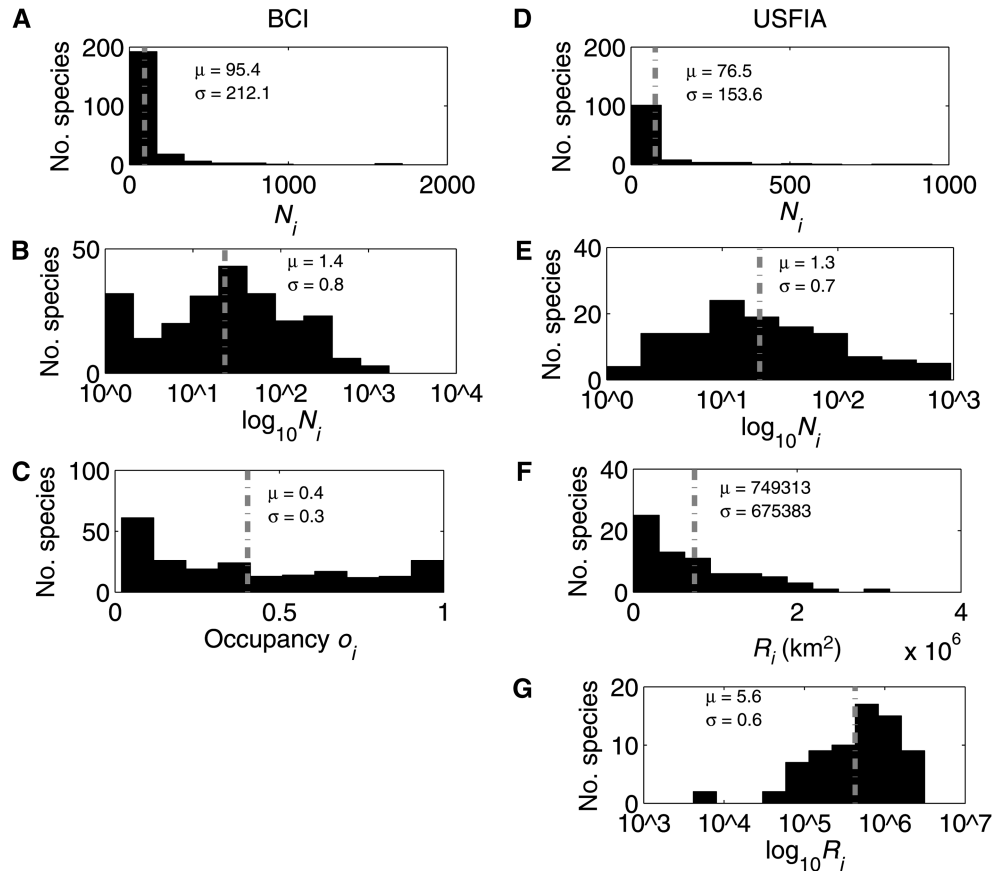 A BCI
200
100
0
No. species
μ = 95.4
σ = 212.1
0 1000 2000
N_i
B
50
0
No. species
μ = 1.4
σ = 0.8
10^0 10^1 10^2 10^3 10^4
log_10 N_i
C
100
50
0
No. species
μ = 0.4
σ = 0.3
0 0.5 1
Occupancy o_i
D USFIA
200
100
0
No. species
μ = 76.5
σ = 153.6
0 500 1000
N_i
E
40
20
0
No. species
μ = 1.3
σ = 0.7
10^0 10^1 10^2 10^3
log_10 N_i
F
40
20
0
No. species
μ = 749313
σ = 675383
0 2 4
R_i (km²) x 10⁶
G
20
10
0
No. species
μ = 5.6
σ = 0.6
10^3 10^4 10^5 10^6 10^7
log_10 R_i